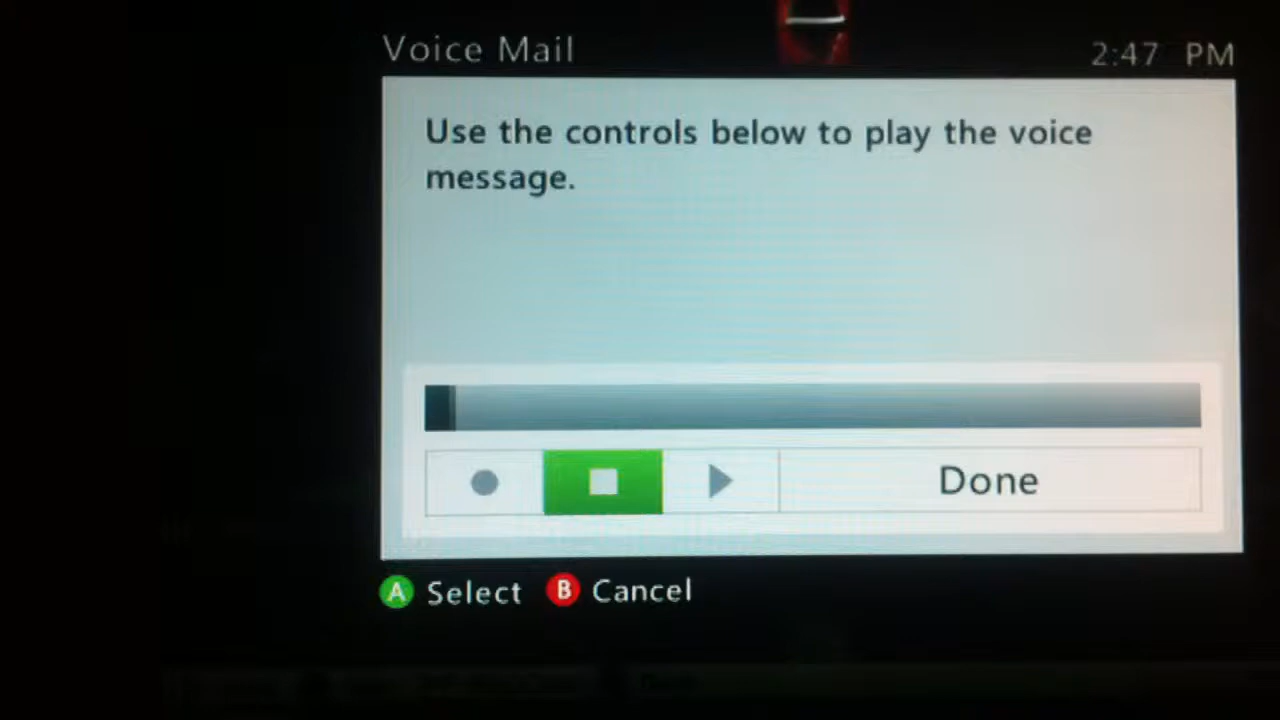 Voice Mail
2:47 PM
Use the controls below to play the voice
message.
Done
A Select B Cancel